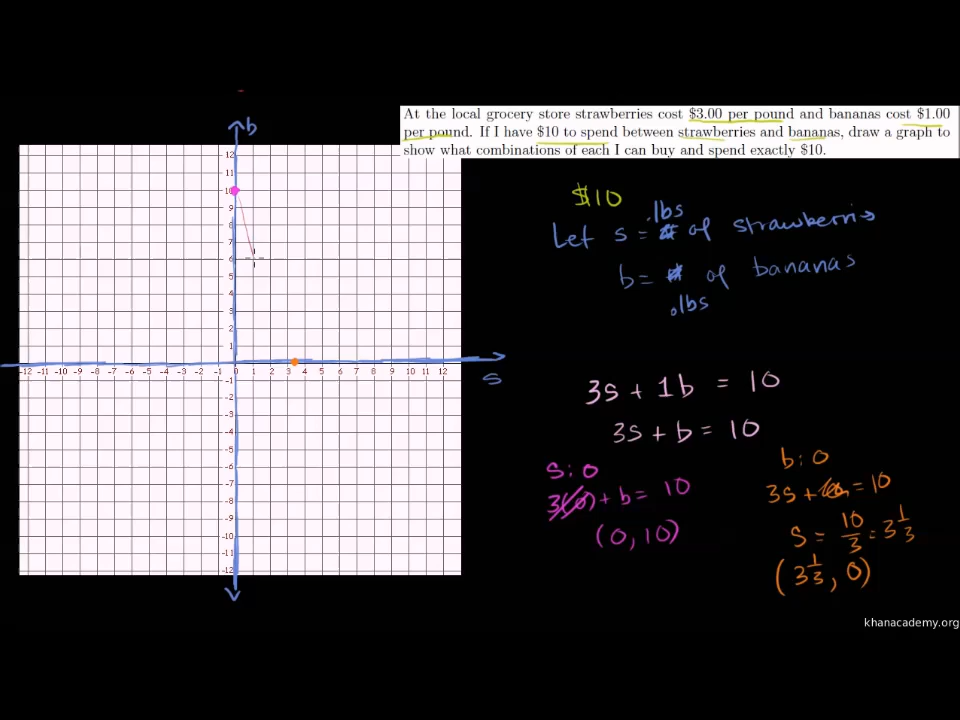 At the local grocery store strawberries cost $3.00 per pound and bananas cost $1.00
per pound. If I have $10 to spend between strawberries and bananas, draw a graph to
show what combinations of each I can buy and spend exactly $10.
b
12
11
10
9
8
7
6
5
4
3
2
1
-12 -11 -10 -9 -8 -7 -6 -5 -4 -3 -2 -1 0 1 2 3 4 5 6 7 8 9 10 11 12
s
-1
-2
-3
-4
-5
-6
-7
-8
-9
-10
-11
-12
$10
lbs
Let s = # of strawberries
b = # of bananas
lbs
3s + 1b = 10
3s + b = 10
s: 0
3(0) + b = 10
(0, 10)
b: 0
3s + = 10
s = 10/3 = 3 1/3
(3 1/3, 0)
khanacademy.org